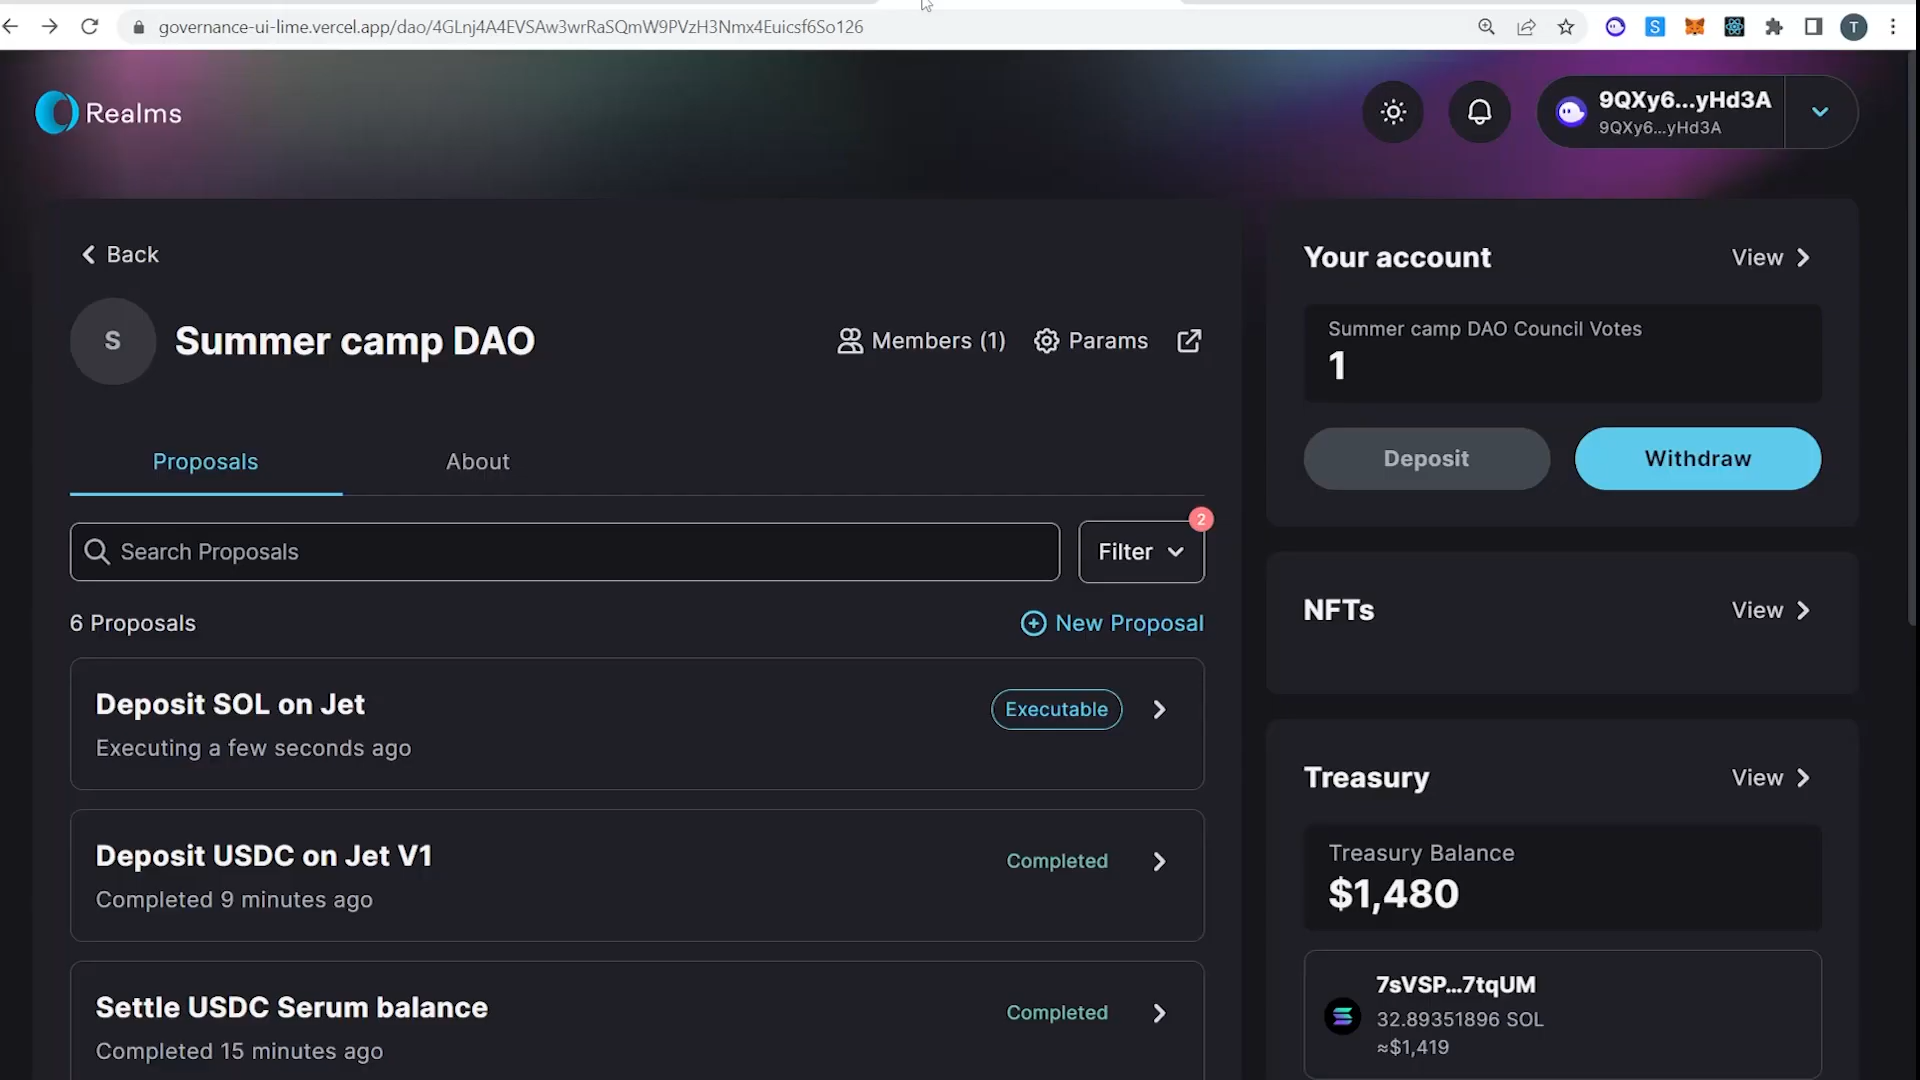 governance-ui-lime.vercel.app/dao/4GLnj4A4EVSAw3wrRaSQmW9PVzH3Nmx4Euicsf6So126
S
T
Realms
9QXy6...yHd3A
9QXy6...yHd3A
Back
S
Summer camp DAO
Members (1)
Params
Proposals
About
Search Proposals
Filter
2
6 Proposals
New Proposal
Deposit SOL on Jet
Executing a few seconds ago
Executable
Deposit USDC on Jet V1
Completed 9 minutes ago
Completed
Settle USDC Serum balance
Completed 15 minutes ago
Completed
Your account
View
Summer camp DAO Council Votes
1
Deposit
Withdraw
NFTs
View
Treasury
View
Treasury Balance
$1,480
7sVSP...7tqUM
32.89351896 SOL
≈$1,419